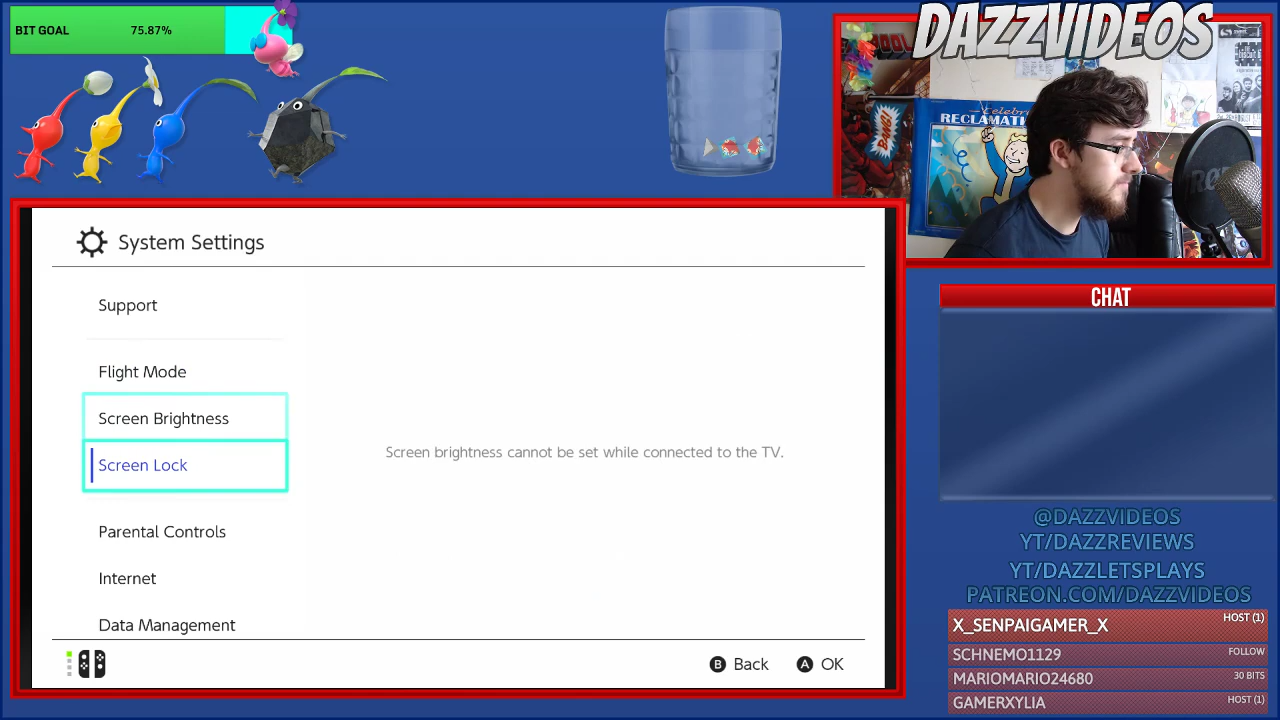 BIT GOAL 75.87%
DAZZVIDEOS
RECLAMATI
BANG!
System Settings
Support
Flight Mode
Screen Brightness
Screen Lock
Parental Controls
Internet
Data Management
Screen brightness cannot be set while connected to the TV.
B Back A OK
CHAT
@DAZZVIDEOS
YT/DAZZREVIEWS
YT/DAZZLETSPLAYS
PATREON.COM/DAZZVIDEOS
X_SENPAIGAMER_X HOST (1)
SCHNEMO1129 FOLLOW
MARIOMARIO24680 30 BITS
GAMERXYLIA HOST (1)